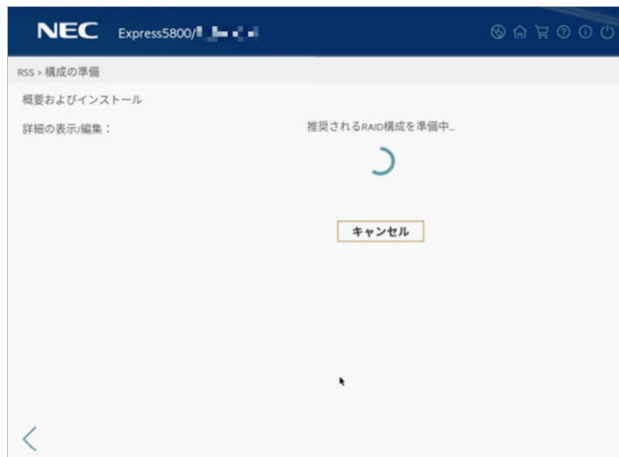 NEC Express5800/
RSS > 構成の準備
概要およびインストール
詳細の表示/編集：
推奨されるRAID構成を準備中...
キャンセル